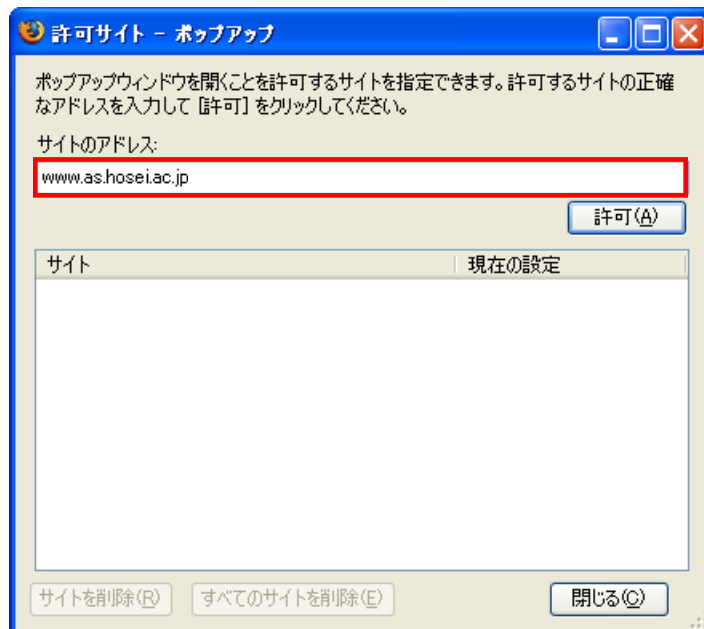 許可サイト - ポップアップ
ポップアップウィンドウを開くことを許可するサイトを指定できます。許可するサイトの正確
なアドレスを入力して [許可] をクリックしてください。
サイトのアドレス:
www.as.hosei.ac.jp
許可(A)
サイト 現在の設定
サイトを削除(R) すべてのサイトを削除(E) 閉じる(C)